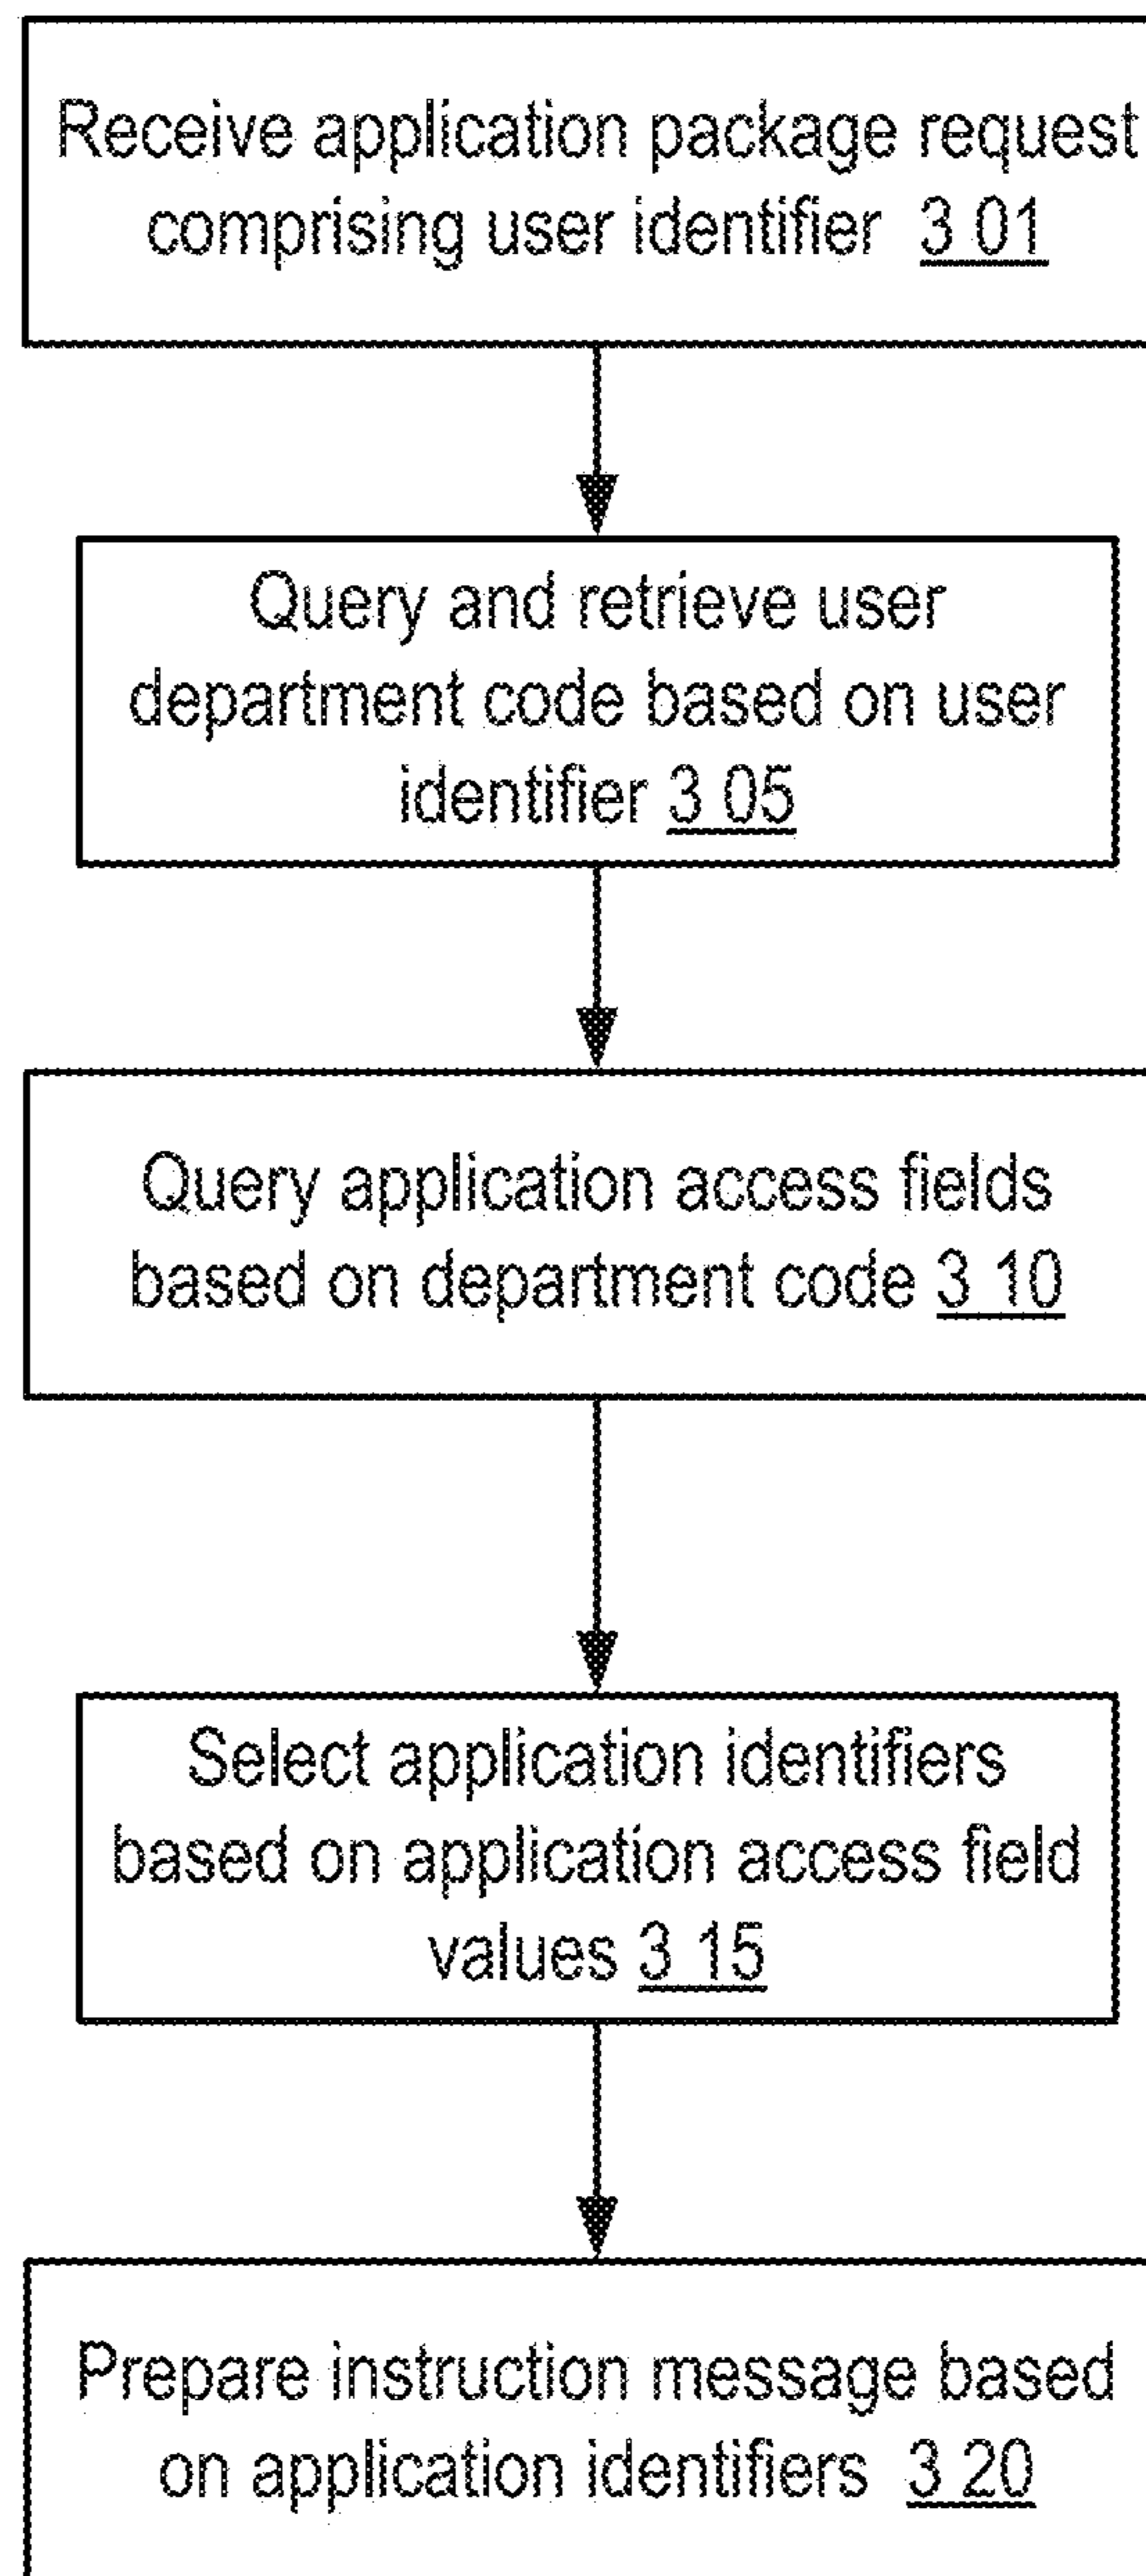 Receive application package request
comprising user identifier 3 01
Query and retrieve user
department code based on user
identifier 3 05
Query application access fields
based on department code 3 10
Select application identifiers
based on application access field
values 3 15
Prepare instruction message based
on application identifiers 3 20